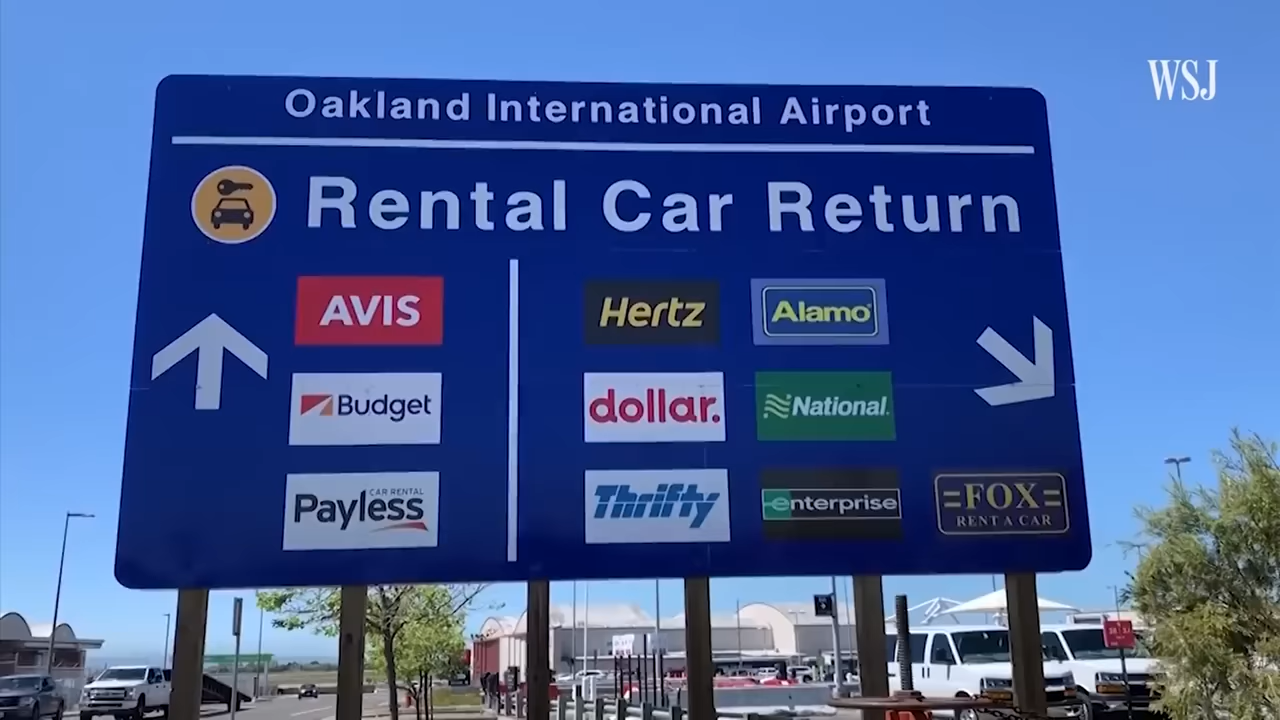 WSJ
Oakland International Airport
Rental Car Return
AVIS
Budget
CAR RENTAL
Payless
Hertz
Alamo
dollar.
National
Thrifty
enterprise
FOX
RENT A CAR